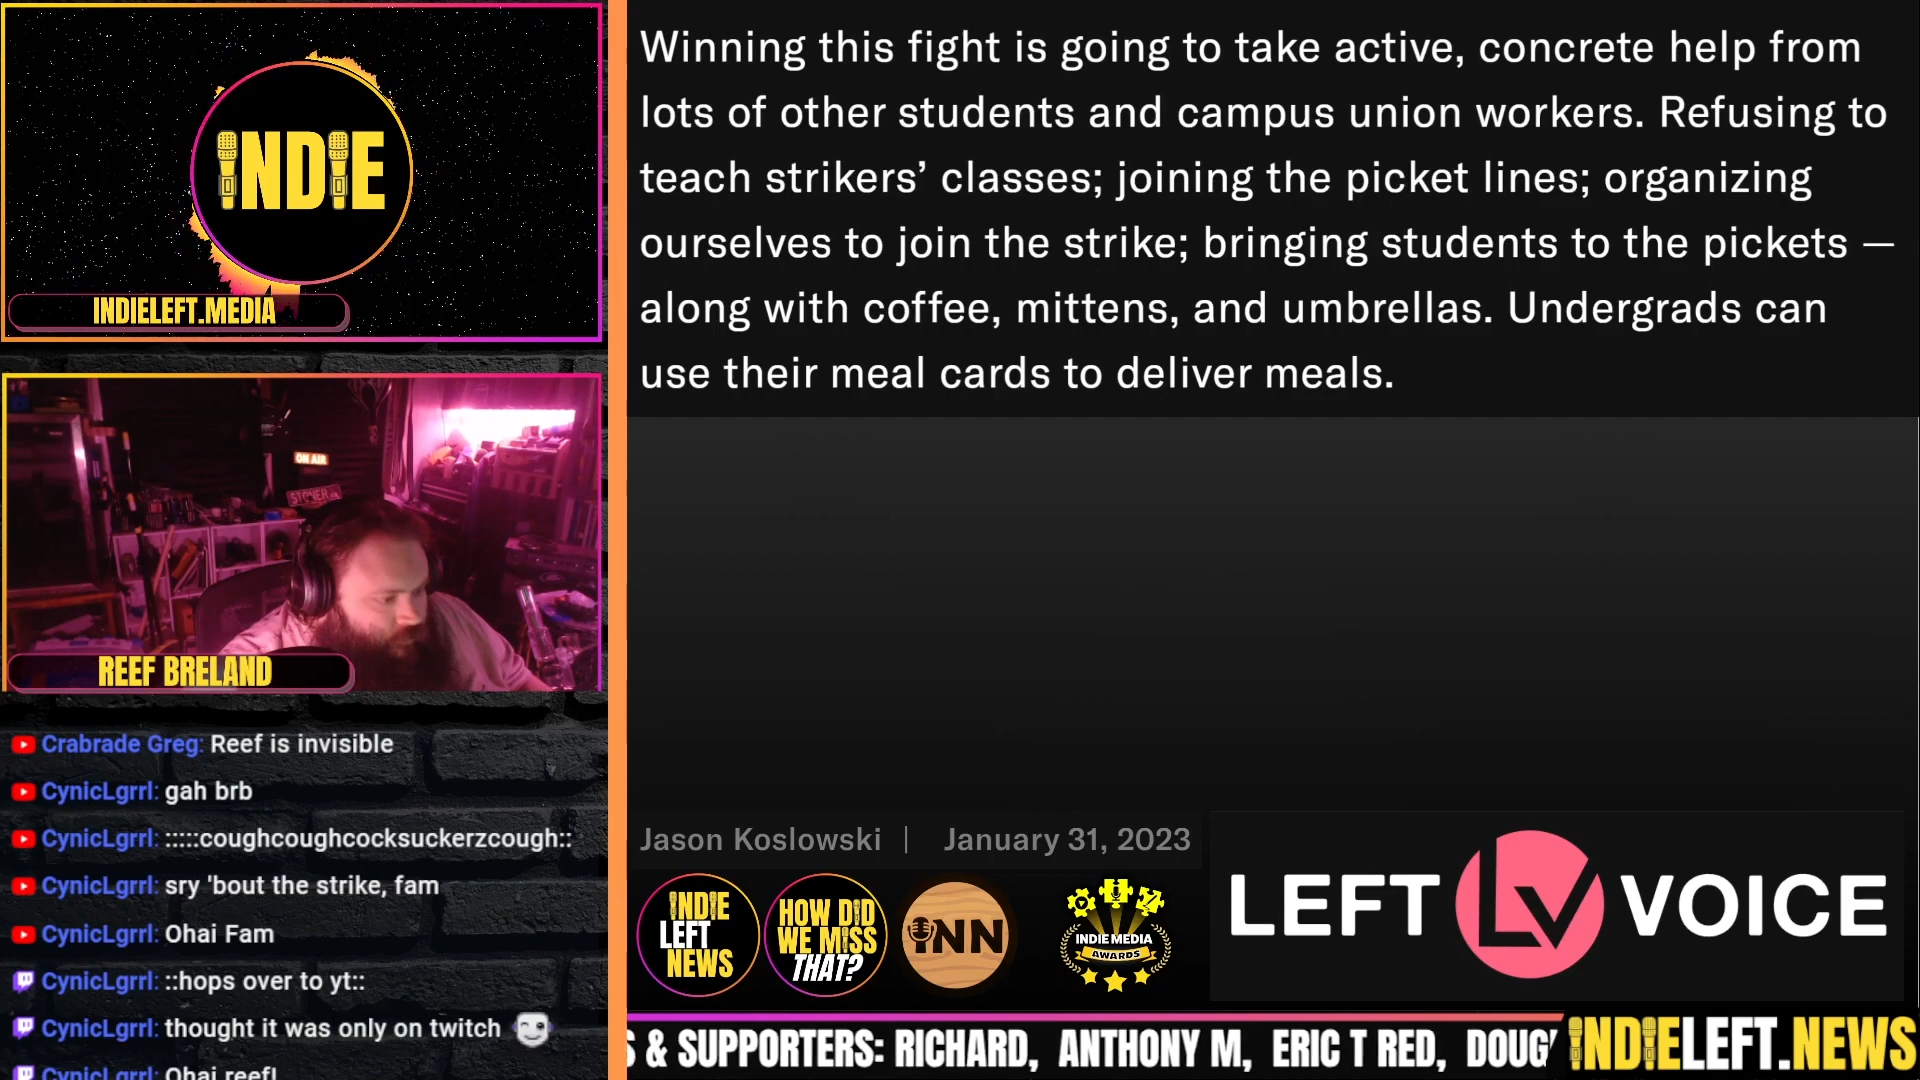 INDIE
INDIELEFT.MEDIA
ON AIR
STONER
REEF BRELAND
Crabrade Greg: Reef is invisible
CynicLgrrl: gah brb
CynicLgrrl: :::::coughcoughcocksuckerzcough::
CynicLgrrl: sry 'bout the strike, fam
CynicLgrrl: Ohai Fam
CynicLgrrl: ::hops over to yt::
CynicLgrrl: thought it was only on twitch
CynicLgrrl: Ohai reef!
Winning this fight is going to take active, concrete help from
lots of other students and campus union workers. Refusing to
teach strikers’ classes; joining the picket lines; organizing
ourselves to join the strike; bringing students to the pickets —
along with coffee, mittens, and umbrellas. Undergrads can
use their meal cards to deliver meals.
Jason Koslowski | January 31, 2023
INDIE
LEFT
NEWS
HOW DID
WE MISS
THAT?
INN
INDIE MEDIA
AWARDS
LEFT LV VOICE
& SUPPORTERS: RICHARD, ANTHONY M, ERIC T RED, DOUG
INDIELEFT.NEWS